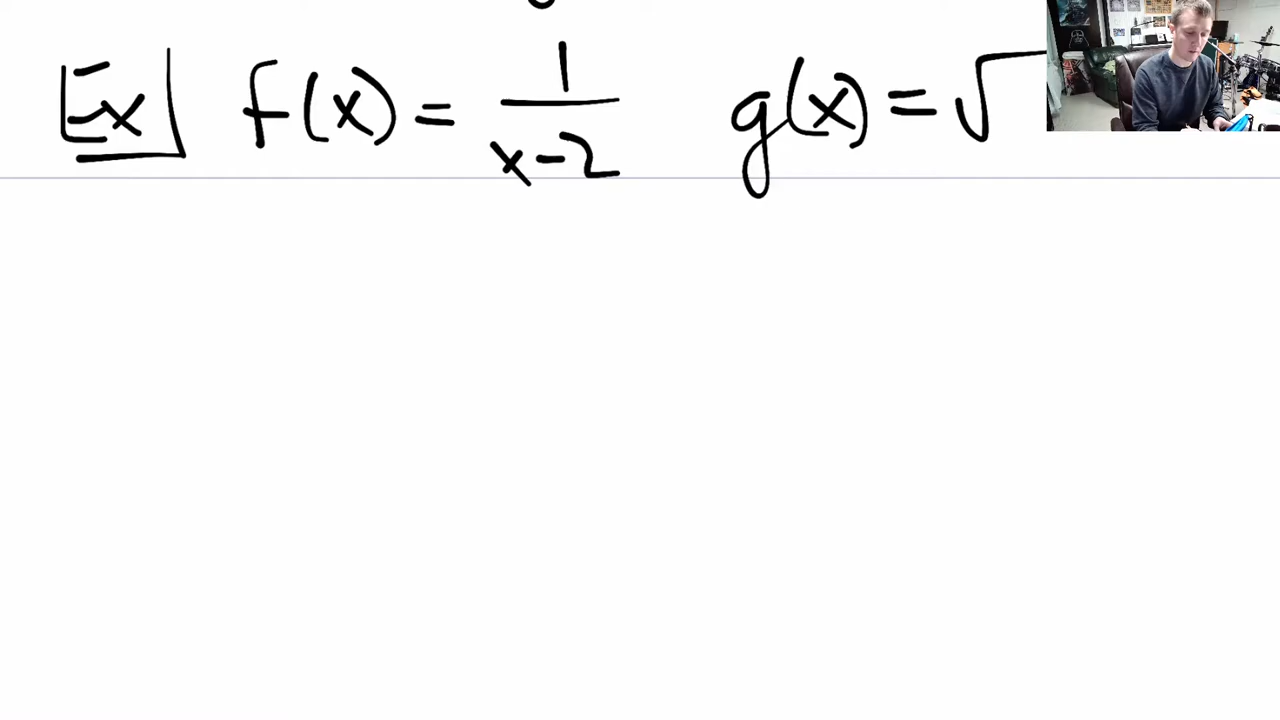 Ex f(x) = 1/(x-2) g(x) = √